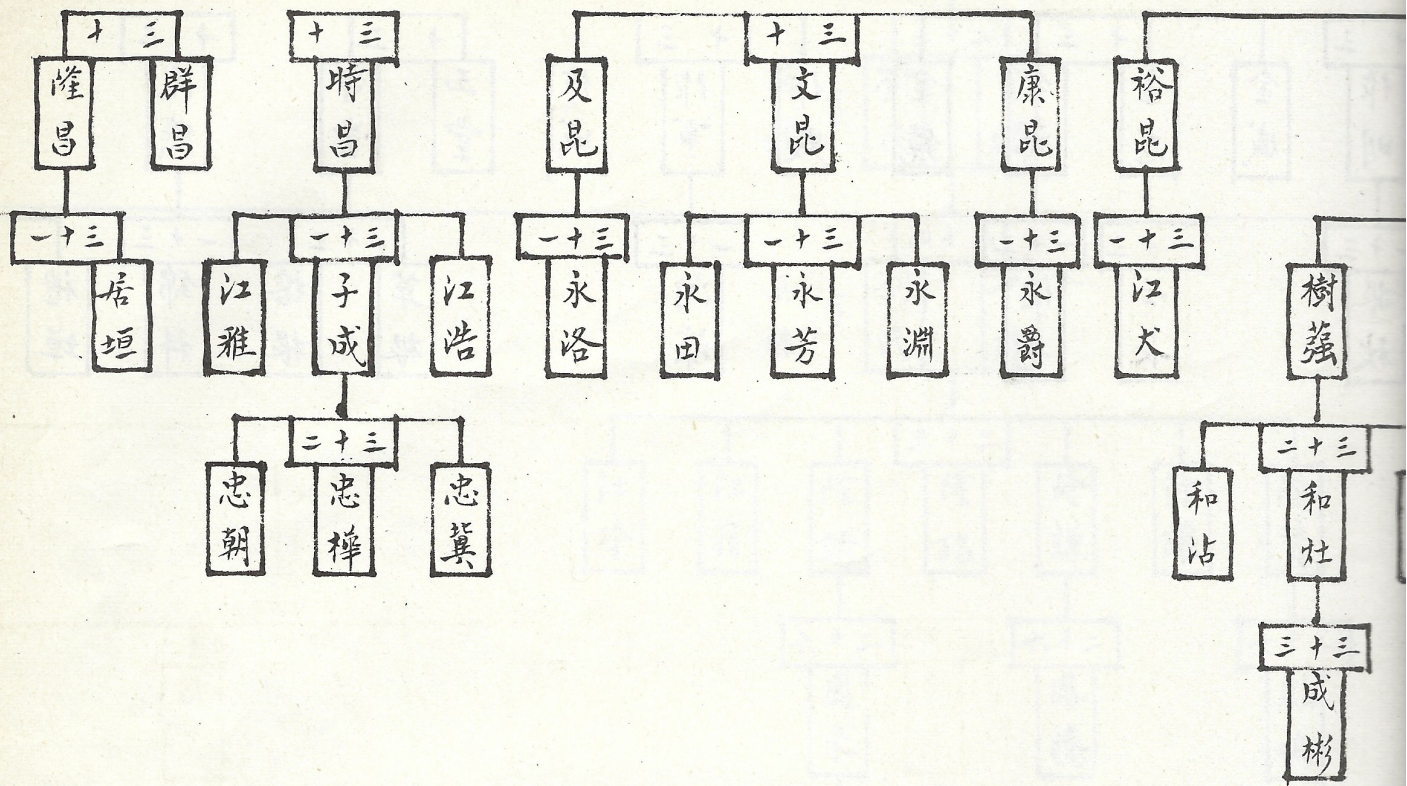 三十
三十
三十
裕昆
康昆
文昆
及昆
時昌
群昌
隆昌
三十一
三十一
三十一
三十一
三十一
三十一
樹蔃
江犬
永爵
永淵
永芳
永田
永洛
江浩
子成
江雅
居垣
三十二
三十二
和灶
和沾
忠冀
忠樺
忠朝
三十三
成彬